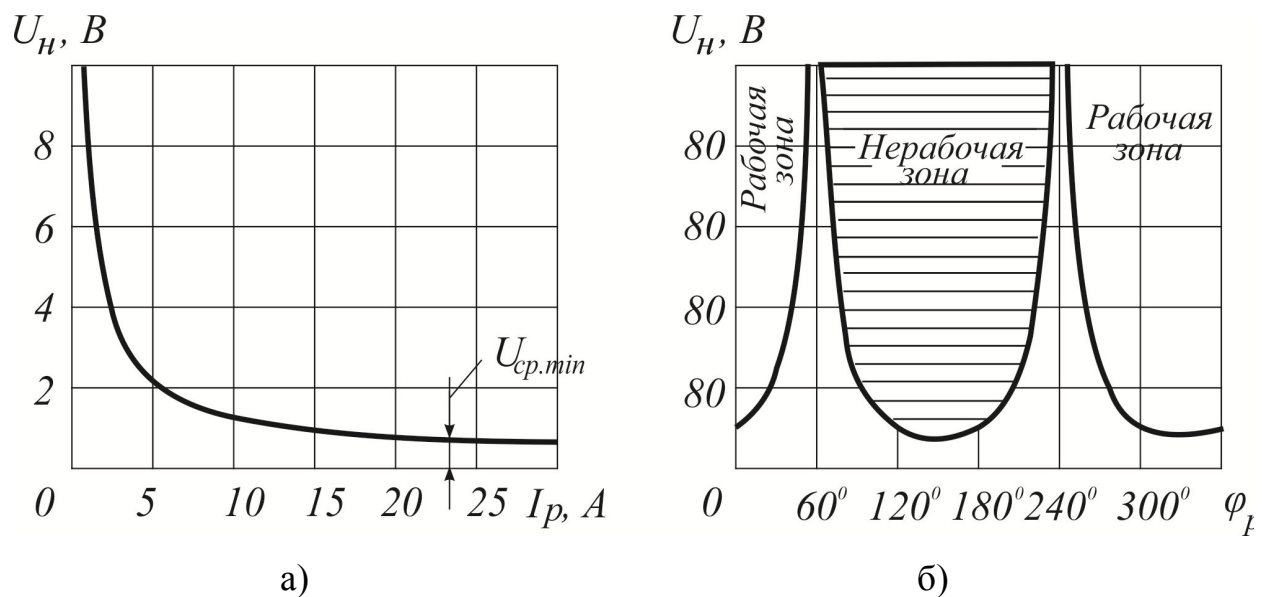 Uн, В
8
6
4
2
0
5
10
15
20
25
Iр, А
Uср.min
а)
Uн, В
80
80
80
80
0
60⁰
120⁰
180⁰
240⁰
300⁰
φр
Рабочая
зона
Нерабочая
зона
Рабочая
зона
б)